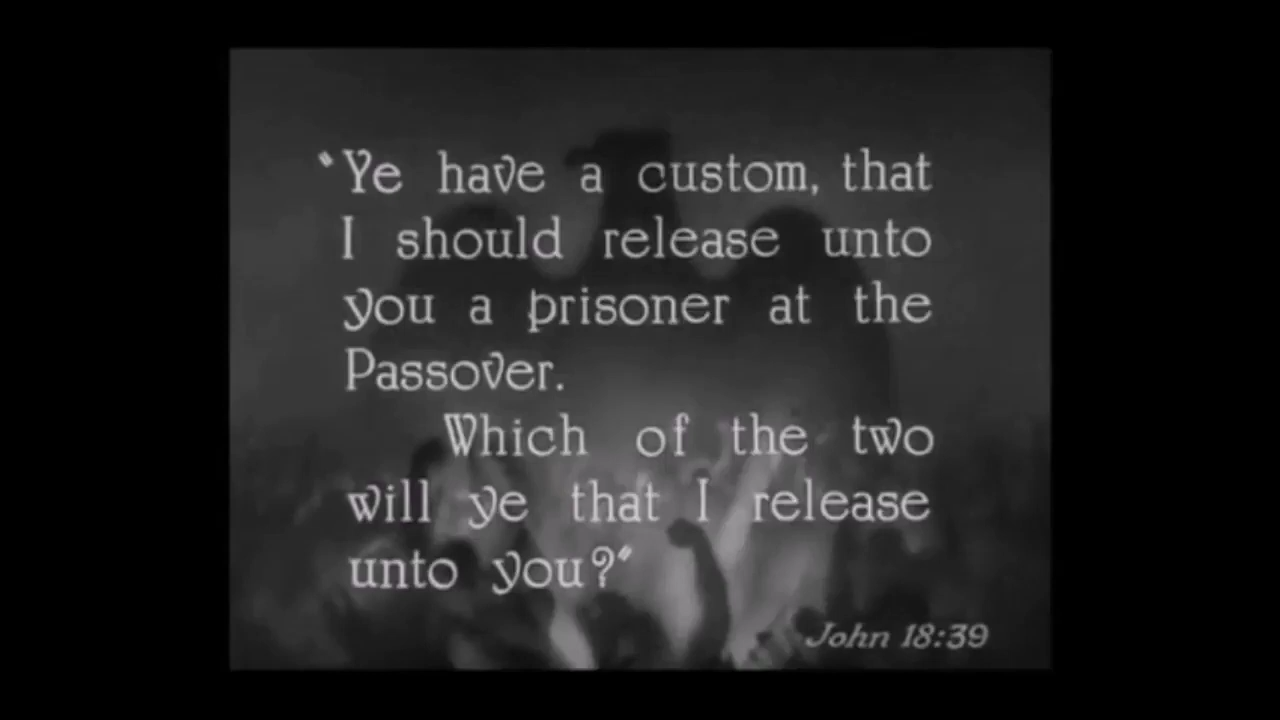 "Ye have a custom, that
I should release unto
you a prisoner at the
Passover.
Which of the two
will ye that I release
unto you?"
John 18:39